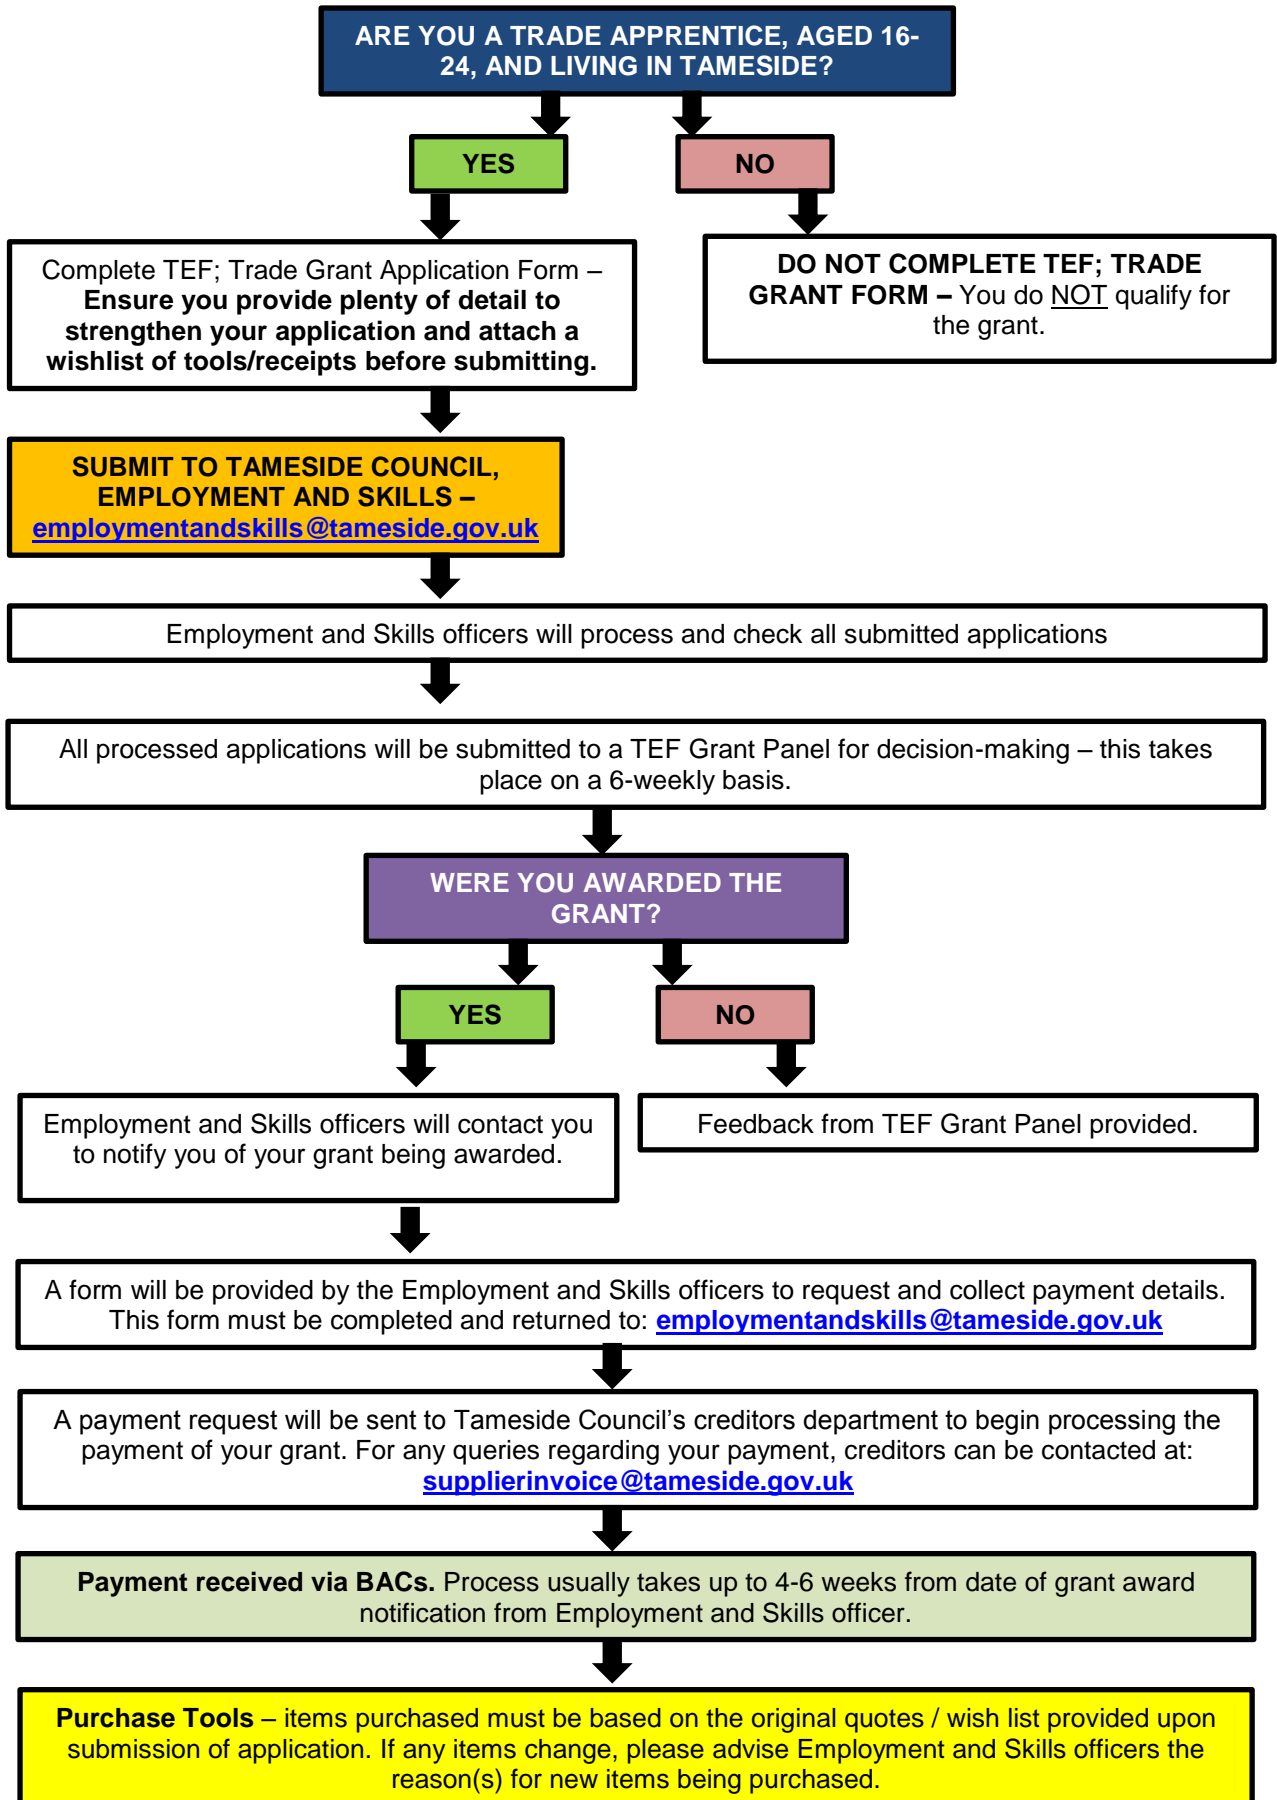 ARE YOU A TRADE APPRENTICE, AGED 16-
24, AND LIVING IN TAMESIDE?
YES
NO
Complete TEF; Trade Grant Application Form –
Ensure you provide plenty of detail to
strengthen your application and attach a
wishlist of tools/receipts before submitting.
DO NOT COMPLETE TEF; TRADE
GRANT FORM – You do NOT qualify for
the grant.
SUBMIT TO TAMESIDE COUNCIL,
EMPLOYMENT AND SKILLS –
employmentandskills@tameside.gov.uk
Employment and Skills officers will process and check all submitted applications
All processed applications will be submitted to a TEF Grant Panel for decision-making – this takes
place on a 6-weekly basis.
WERE YOU AWARDED THE
GRANT?
YES
NO
Employment and Skills officers will contact you
to notify you of your grant being awarded.
Feedback from TEF Grant Panel provided.
A form will be provided by the Employment and Skills officers to request and collect payment details.
This form must be completed and returned to: employmentandskills@tameside.gov.uk
A payment request will be sent to Tameside Council's creditors department to begin processing the
payment of your grant. For any queries regarding your payment, creditors can be contacted at:
supplierinvoice@tameside.gov.uk
Payment received via BACs. Process usually takes up to 4-6 weeks from date of grant award
notification from Employment and Skills officer.
Purchase Tools – items purchased must be based on the original quotes / wish list provided upon
submission of application. If any items change, please advise Employment and Skills officers the
reason(s) for new items being purchased.